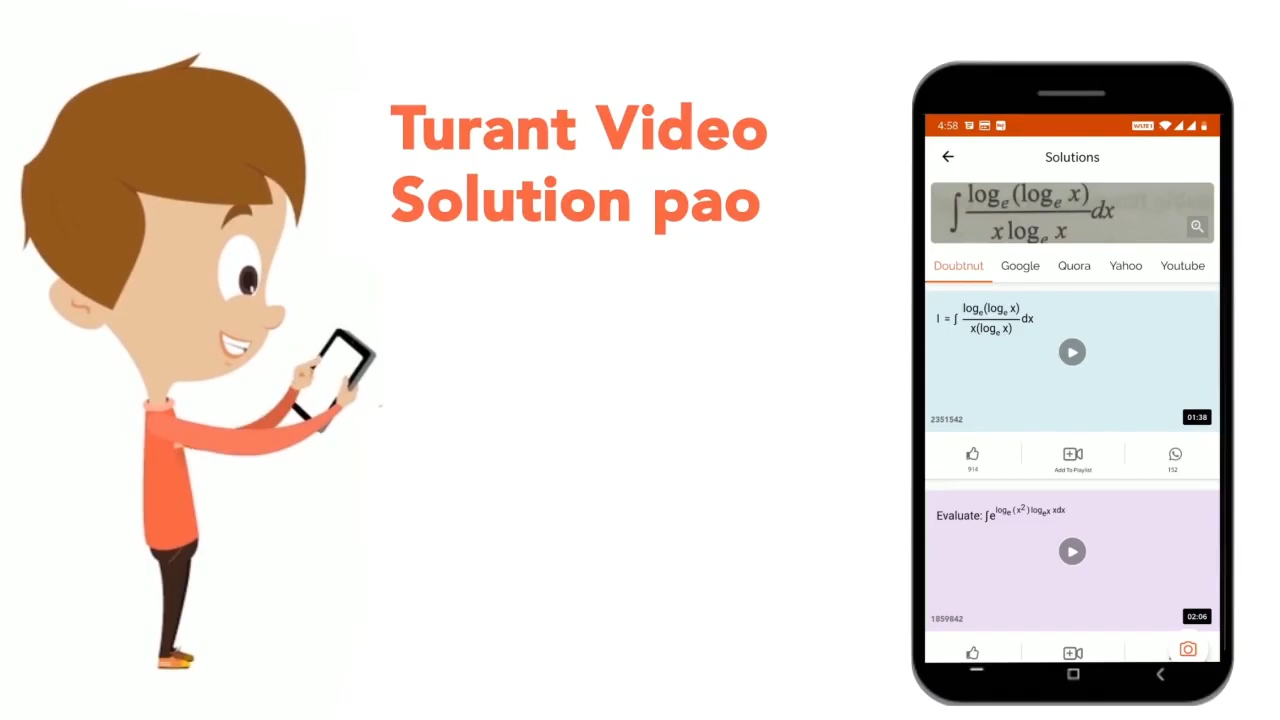 Turant Video
Solution pao
4:58
VoLTE1
Solutions
∫ logₑ(logₑ x) / x logₑ x dx
Doubtnut Google Quora Yahoo Youtube
I = ∫ logₑ(logₑ x) / x(logₑ x) dx
2351542 01:38
914 Add To Playlist 152
Evaluate: ∫e^logₑ(x²)logₑx xdx
1859842 02:06